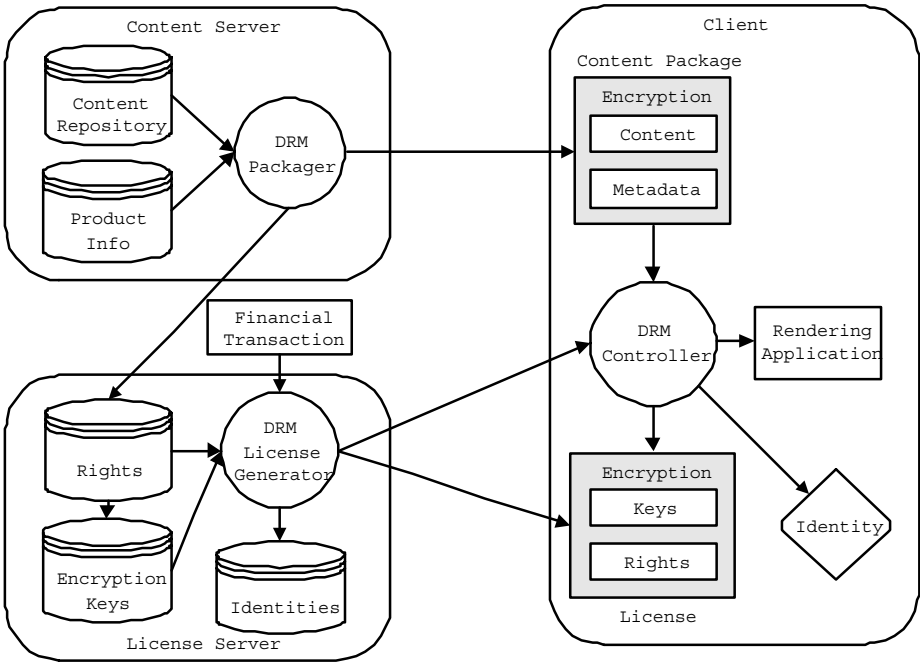 Content Server
Content
Repository
Product
Info
DRM
Packager
Financial
Transaction
Rights
Encryption
Keys
DRM
License
Generator
Identities
License Server
Client
Content Package
Encryption
Content
Metadata
DRM
Controller
Rendering
Application
Encryption
Keys
Rights
License
Identity